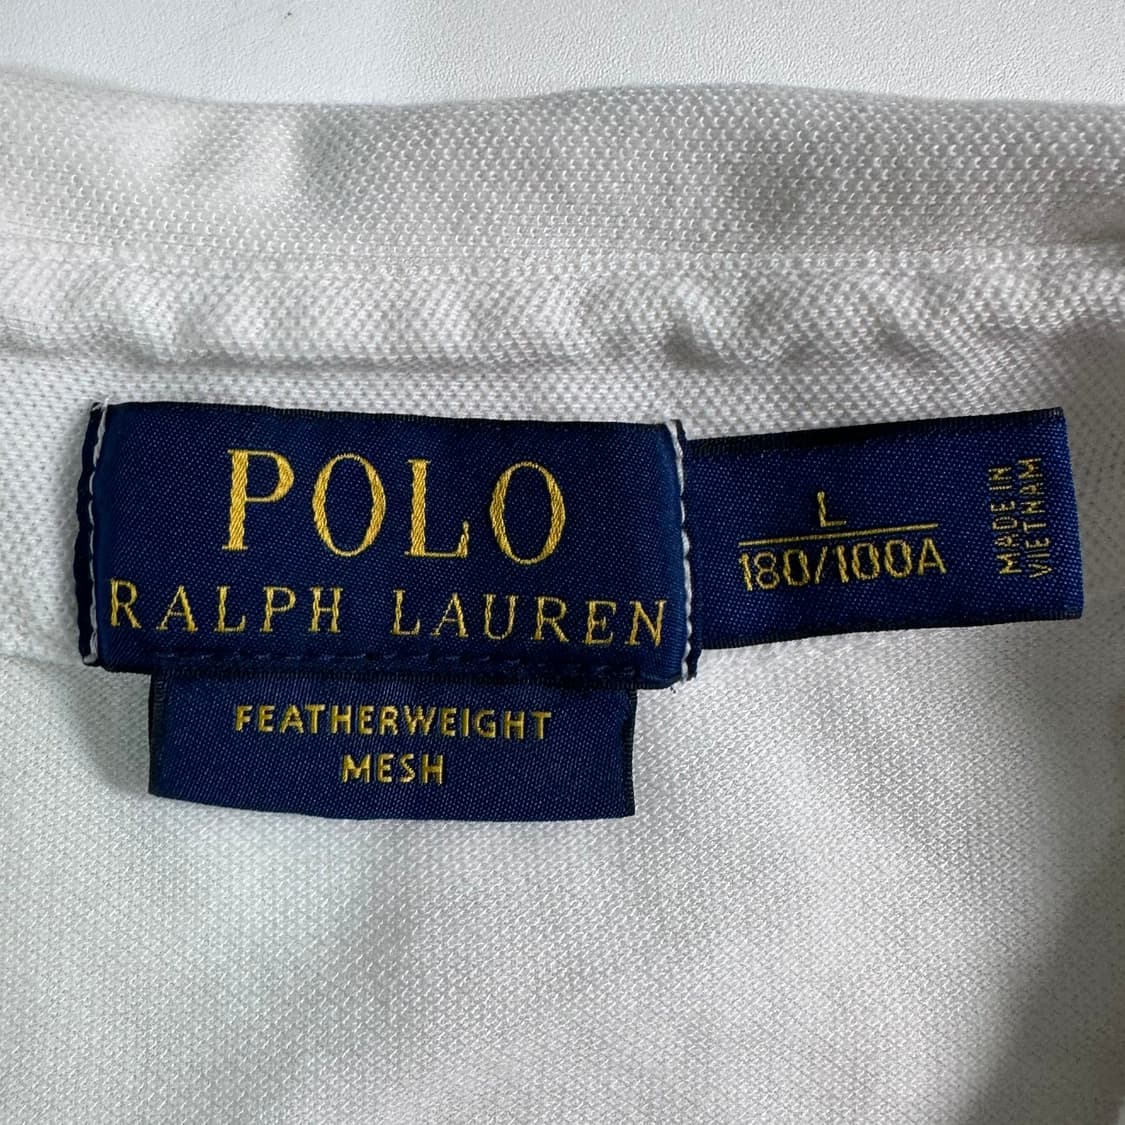 POLO
RALPH LAUREN
FEATHERWEIGHT
MESH
L
180/100A
MADE IN
VIETNAM